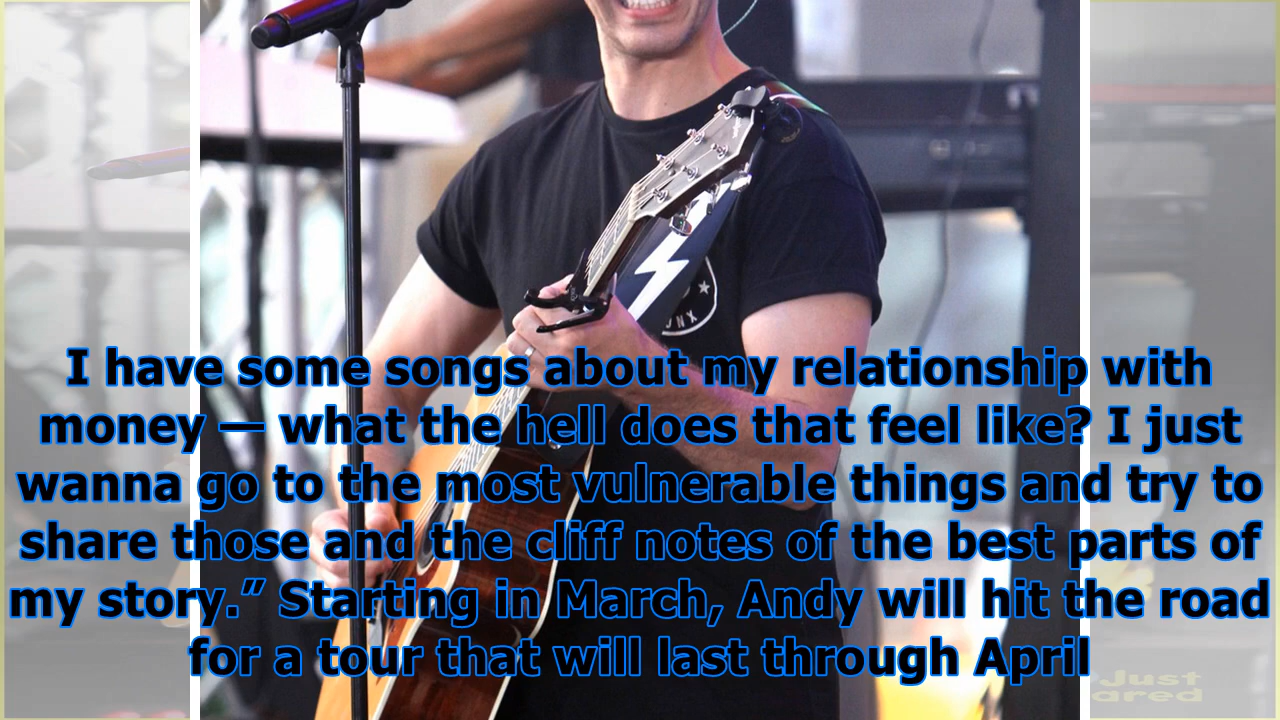 I have some songs about my relationship with
money — what the hell does that feel like? I just
wanna go to the most vulnerable things and try to
share those and the cliff notes of the best parts of
my story.” Starting in March, Andy will hit the road
for a tour that will last through April
Just
ared